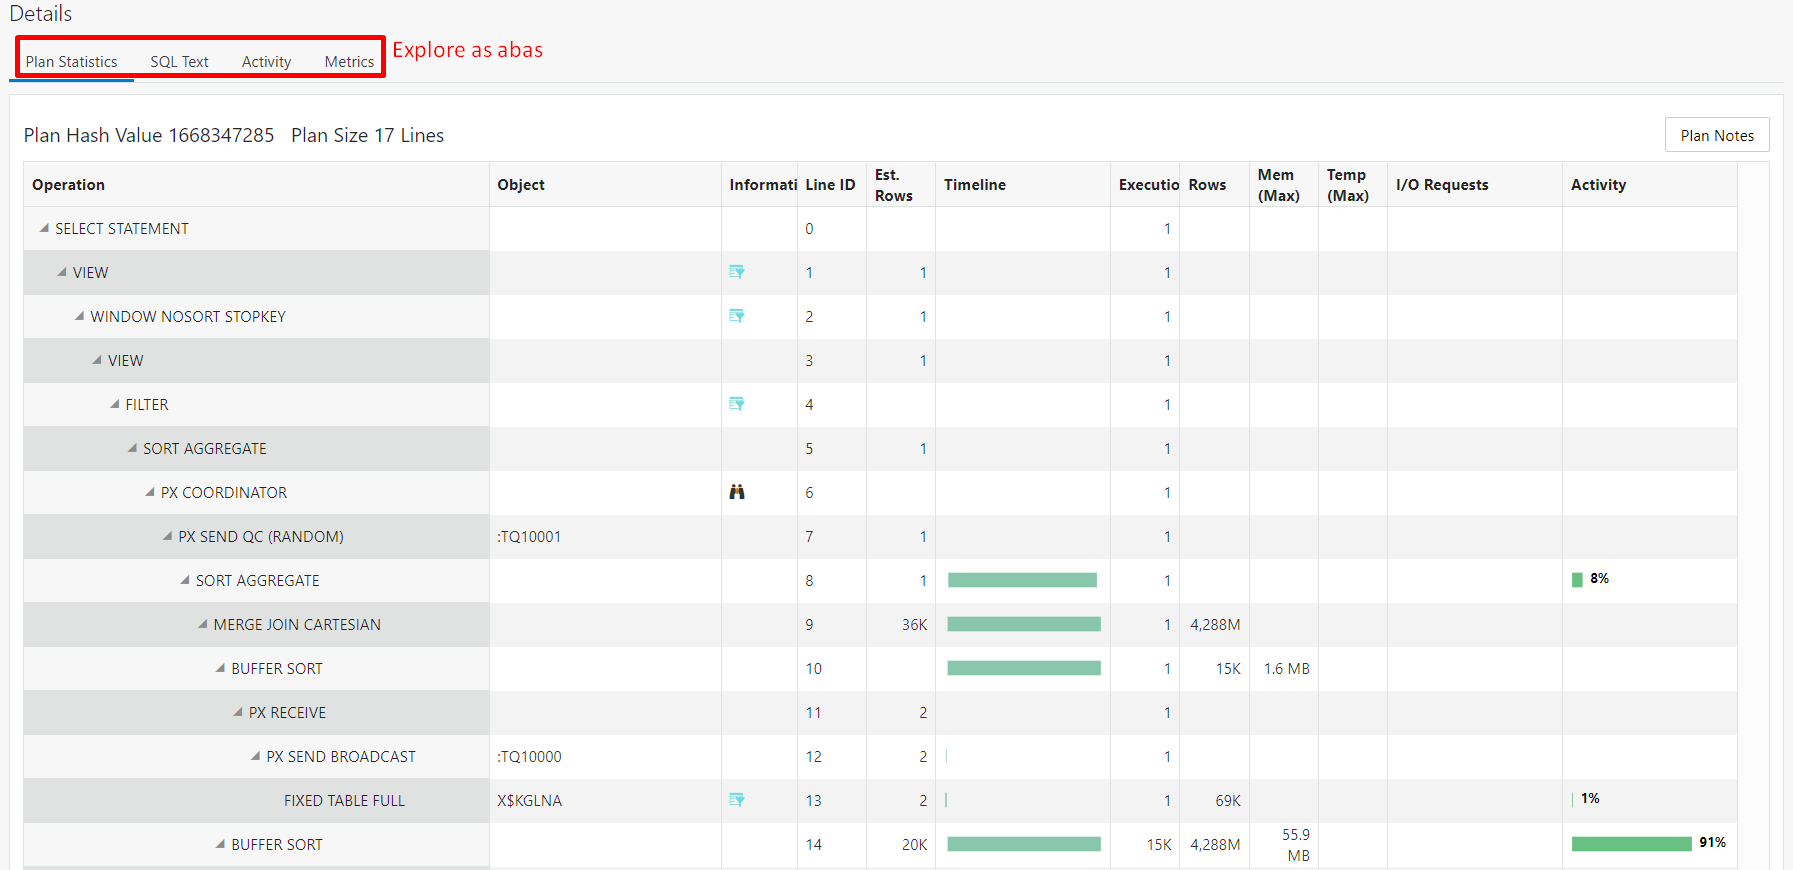 Details
Plan Statistics SQL Text Activity Metrics Explore as abas
Plan Hash Value 1668347285 Plan Size 17 Lines Plan Notes
Operation Object Informati Line ID Est. Rows Timeline Executio Rows Mem (Max) Temp (Max) I/O Requests Activity
SELECT STATEMENT 0 1
VIEW 1 1 1
WINDOW NOSORT STOPKEY 2 1 1
VIEW 3 1 1
FILTER 4 1
SORT AGGREGATE 5 1 1
PX COORDINATOR 6 1
PX SEND QC (RANDOM) :TQ10001 7 1 1
SORT AGGREGATE 8 1 1 8%
MERGE JOIN CARTESIAN 9 36K 1 4,288M
BUFFER SORT 10 1 15K 1.6 MB
PX RECEIVE 11 2 1
PX SEND BROADCAST :TQ10000 12 2 1
FIXED TABLE FULL X$KGLNA 13 2 1 69K 1%
BUFFER SORT 14 20K 15K 4,288M 55.9 MB 91%